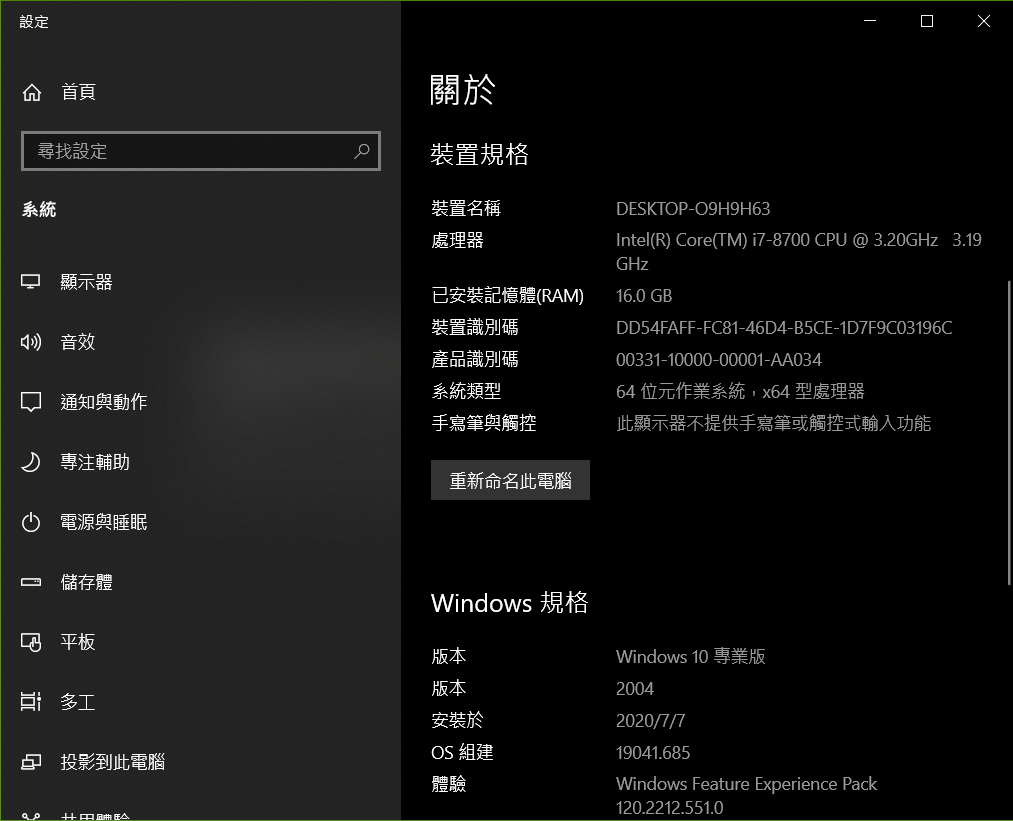 設定
首頁
尋找設定
系統
顯示器
音效
通知與動作
專注輔助
電源與睡眠
儲存體
平板
多工
投影到此電腦
共用體驗
關於
裝置規格
裝置名稱 DESKTOP-O9H9H63
處理器 Intel(R) Core(TM) i7-8700 CPU @ 3.20GHz 3.19
GHz
已安裝記憶體(RAM) 16.0 GB
裝置識別碼 DD54FAFF-FC81-46D4-B5CE-1D7F9C03196C
產品識別碼 00331-10000-00001-AA034
系統類型 64 位元作業系統，x64 型處理器
手寫筆與觸控 此顯示器不提供手寫筆或觸控式輸入功能
重新命名此電腦
Windows 規格
版本 Windows 10 專業版
版本 2004
安裝於 2020/7/7
OS 組建 19041.685
體驗 Windows Feature Experience Pack
120.2212.551.0